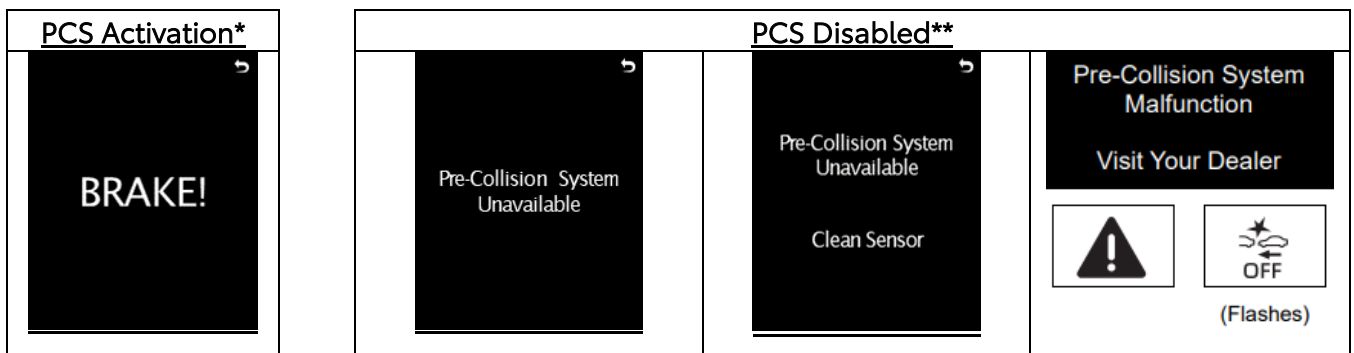 PCS Activation*
BRAKE!
PCS Disabled**
Pre-Collision System
Unavailable
Pre-Collision System
Unavailable
Clean Sensor
Pre-Collision System
Malfunction
Visit Your Dealer
!
OFF
(Flashes)